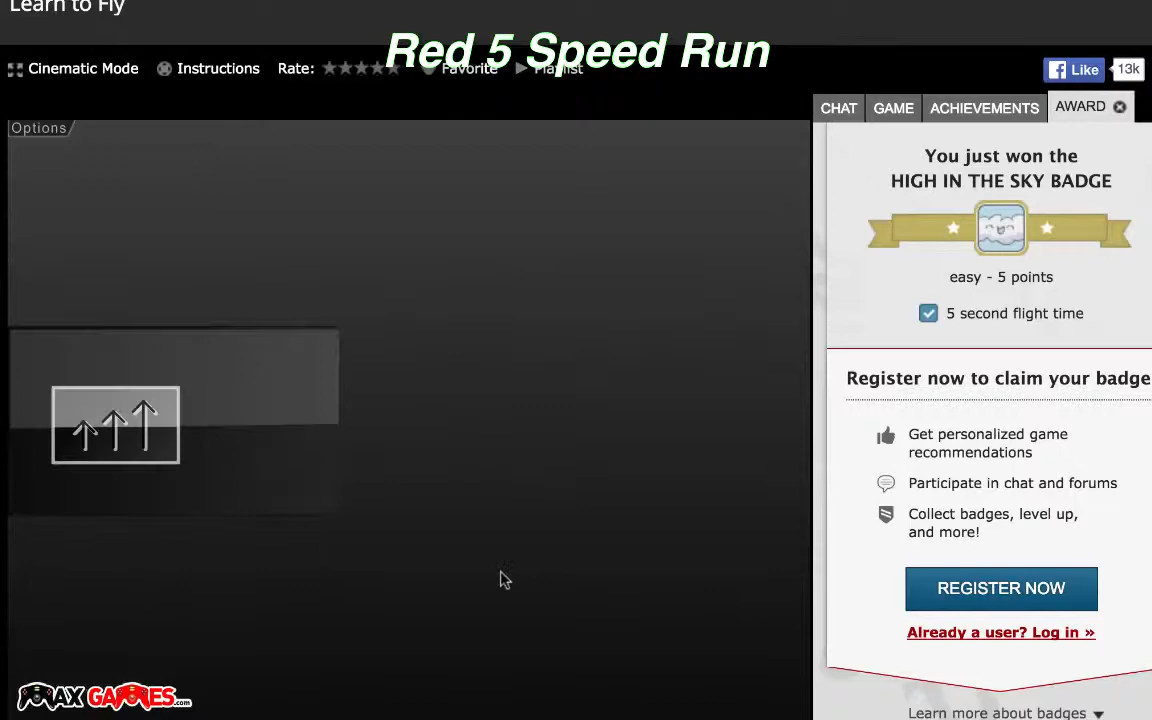 Learn to Fly
Red 5 Speed Run
Cinematic Mode Instructions Rate: Favorite Playlist
Like 13k
CHAT GAME ACHIEVEMENTS AWARD
Options/
You just won the
HIGH IN THE SKY BADGE
easy - 5 points
5 second flight time
Register now to claim your badge
Get personalized game
recommendations
Participate in chat and forums
Collect badges, level up,
and more!
REGISTER NOW
Already a user? Log in »
MAXGAMES.com
Learn more about badges